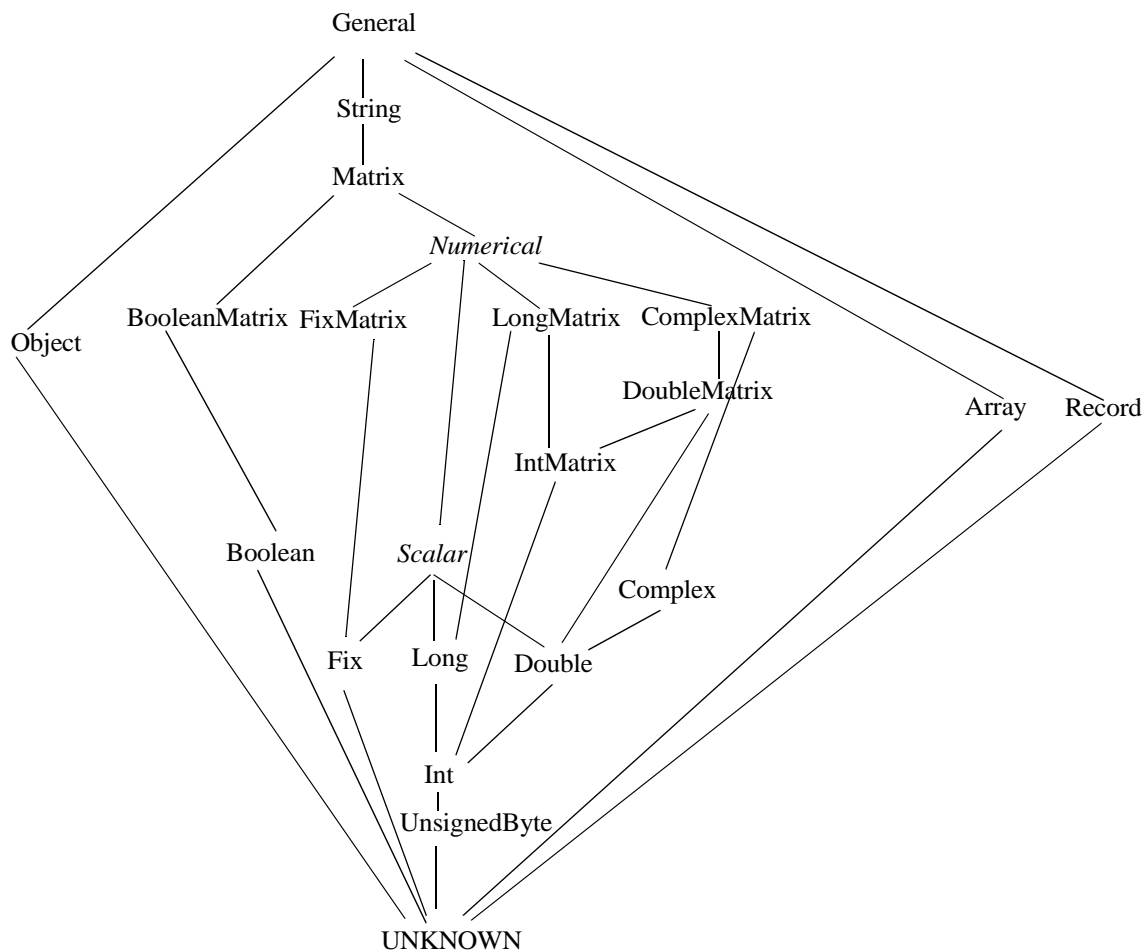 General
String
Matrix
Numerical
BooleanMatrix
FixMatrix
LongMatrix
ComplexMatrix
Object
DoubleMatrix
Array
Record
IntMatrix
Boolean
Scalar
Complex
Fix
Long
Double
Int
UnsignedByte
UNKNOWN